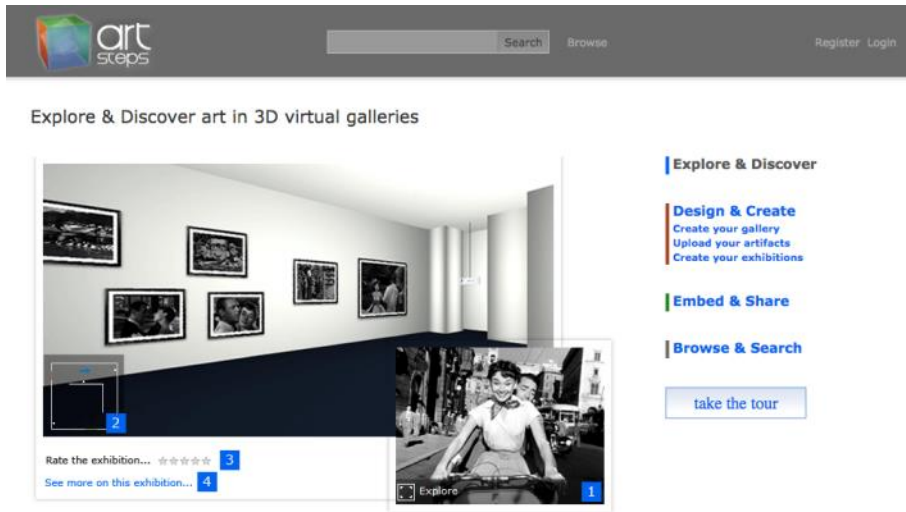 art
steps
Search
Browse
Register Login
Explore & Discover art in 3D virtual galleries
Explore & Discover
Design & Create
Create your gallery
Upload your artifacts
Create your exhibitions
Embed & Share
Browse & Search
take the tour
2
Rate the exhibition... 3
See more on this exhibition... 4
Explore 1